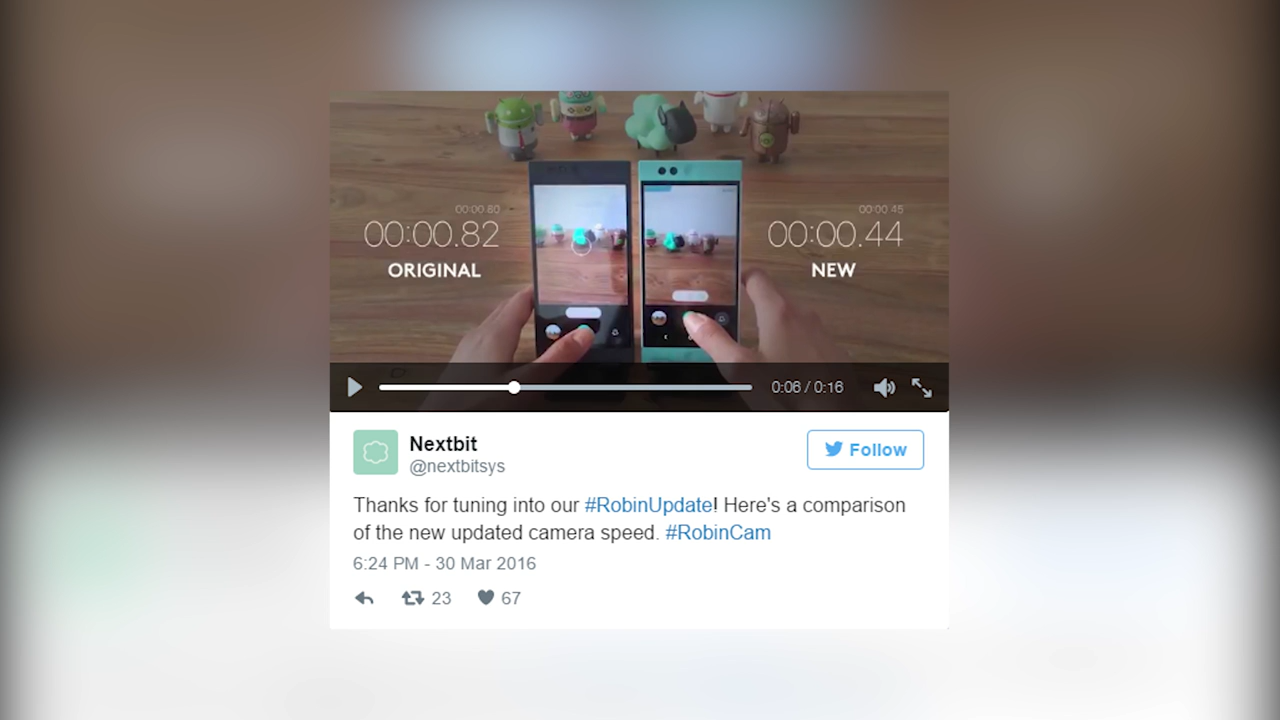 00:00.80
00:00.82
ORIGINAL
00:00.45
00:00.44
NEW
0:06 / 0:16
Nextbit
@nextbitsys
Follow
Thanks for tuning into our #RobinUpdate! Here's a comparison
of the new updated camera speed. #RobinCam
6:24 PM - 30 Mar 2016
23
67